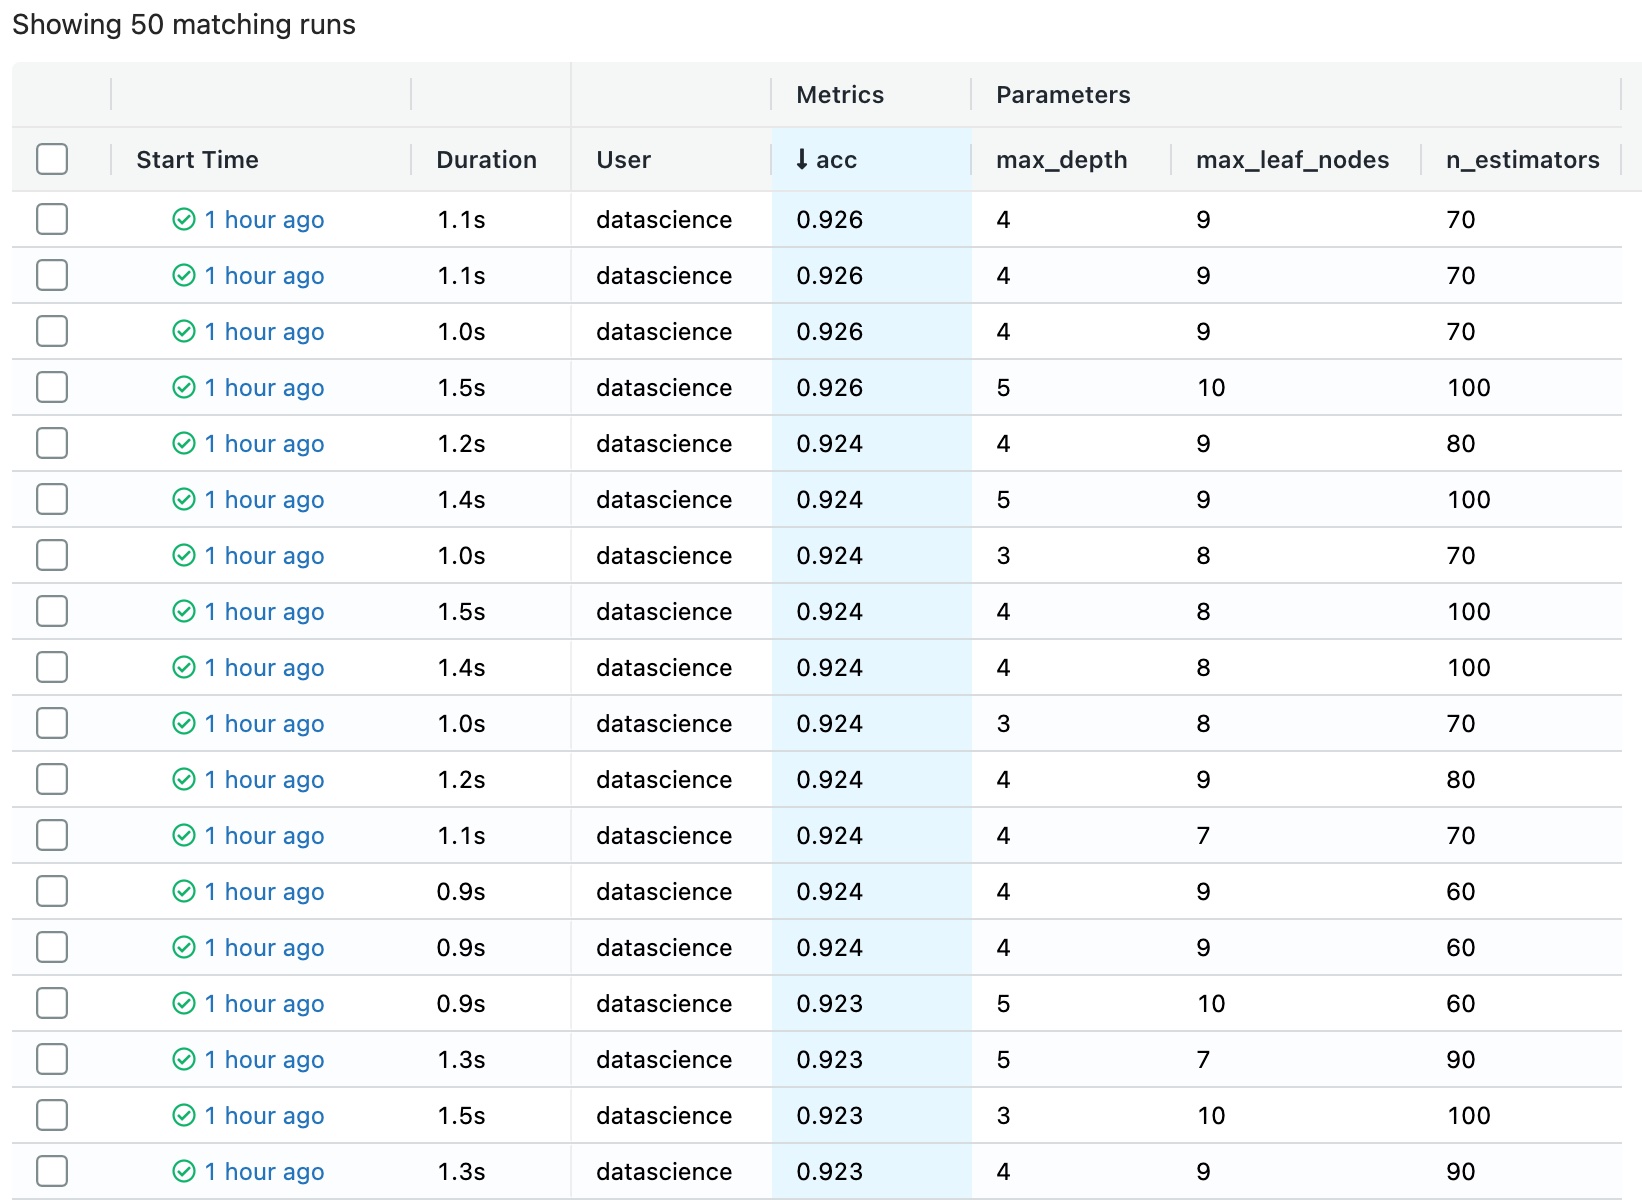 Showing 50 matching runs
Metrics Parameters
Start Time Duration User acc max_depth max_leaf_nodes n_estimators
1 hour ago 1.1s datascience 0.926 4 9 70
1 hour ago 1.1s datascience 0.926 4 9 70
1 hour ago 1.0s datascience 0.926 4 9 70
1 hour ago 1.5s datascience 0.926 5 10 100
1 hour ago 1.2s datascience 0.924 4 9 80
1 hour ago 1.4s datascience 0.924 5 9 100
1 hour ago 1.0s datascience 0.924 3 8 70
1 hour ago 1.5s datascience 0.924 4 8 100
1 hour ago 1.4s datascience 0.924 4 8 100
1 hour ago 1.0s datascience 0.924 3 8 70
1 hour ago 1.2s datascience 0.924 4 9 80
1 hour ago 1.1s datascience 0.924 4 7 70
1 hour ago 0.9s datascience 0.924 4 9 60
1 hour ago 0.9s datascience 0.924 4 9 60
1 hour ago 0.9s datascience 0.923 5 10 60
1 hour ago 1.3s datascience 0.923 5 7 90
1 hour ago 1.5s datascience 0.923 3 10 100
1 hour ago 1.3s datascience 0.923 4 9 90